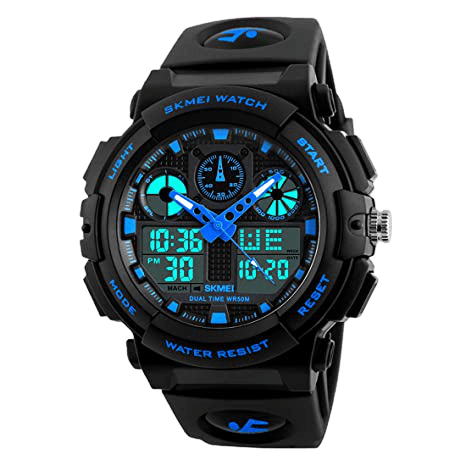 SKMEI WATCH
LIGHT
START
10:36 WE
PM 30 10-20
MACH SKMEI
DUAL TIME WR50M
MODE
RESET
WATER RESIST